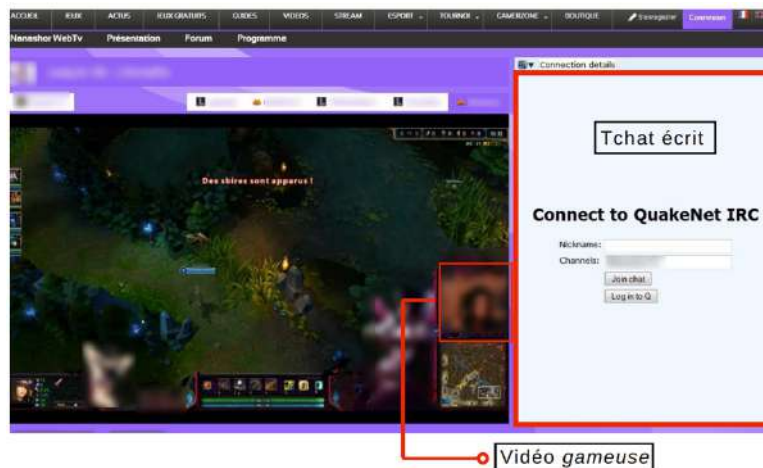 ACCUEIL JEUX ACTUS JEUX GRATUITS GUIDES VIDEOS STREAM ESPORT TOURNOI GAMERZONE BOUTIQUE S'enregistrer Connexion
Nanashor WebTv Présentation Forum Programme
Connection details
Tchat écrit
Des sbires sont apparus !
Connect to QuakeNet IRC
Nickname:
Channels:
Join chat
Log in to Q
Vidéo gameuse